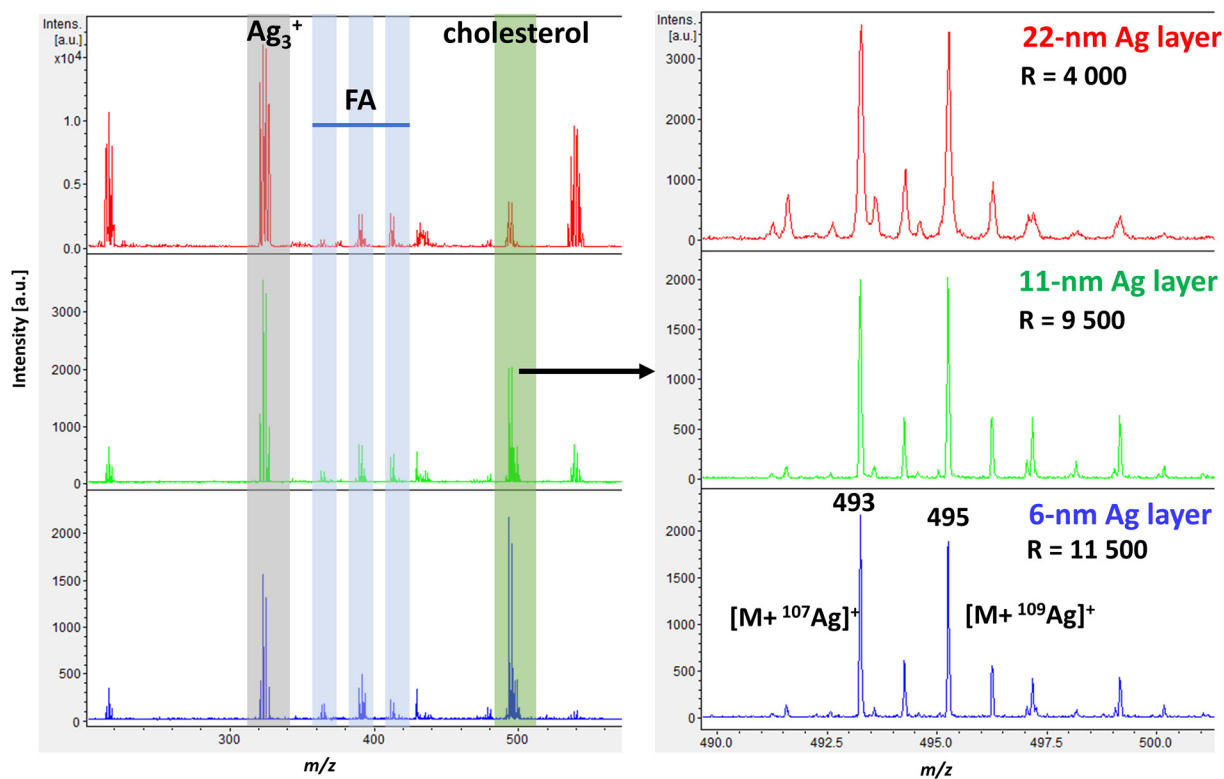 Intens.
[a.u.]
x10⁴
Ag₃⁺
cholesterol
FA
1.0
0.5
0.0
3000
2000
1000
0
2000
1500
1000
500
0
300
400
500
m/z
Intensity [a.u.]
Intens.
[a.u.]
22-nm Ag layer
R = 4 000
3000
2000
1000
0
11-nm Ag layer
R = 9 500
2000
1500
1000
500
0
493
495
6-nm Ag layer
R = 11 500
[M+ ¹⁰⁷Ag]⁺
[M+ ¹⁰⁹Ag]⁺
2000
1500
1000
500
0
490.0
492.5
495.0
497.5
500.0
m/z